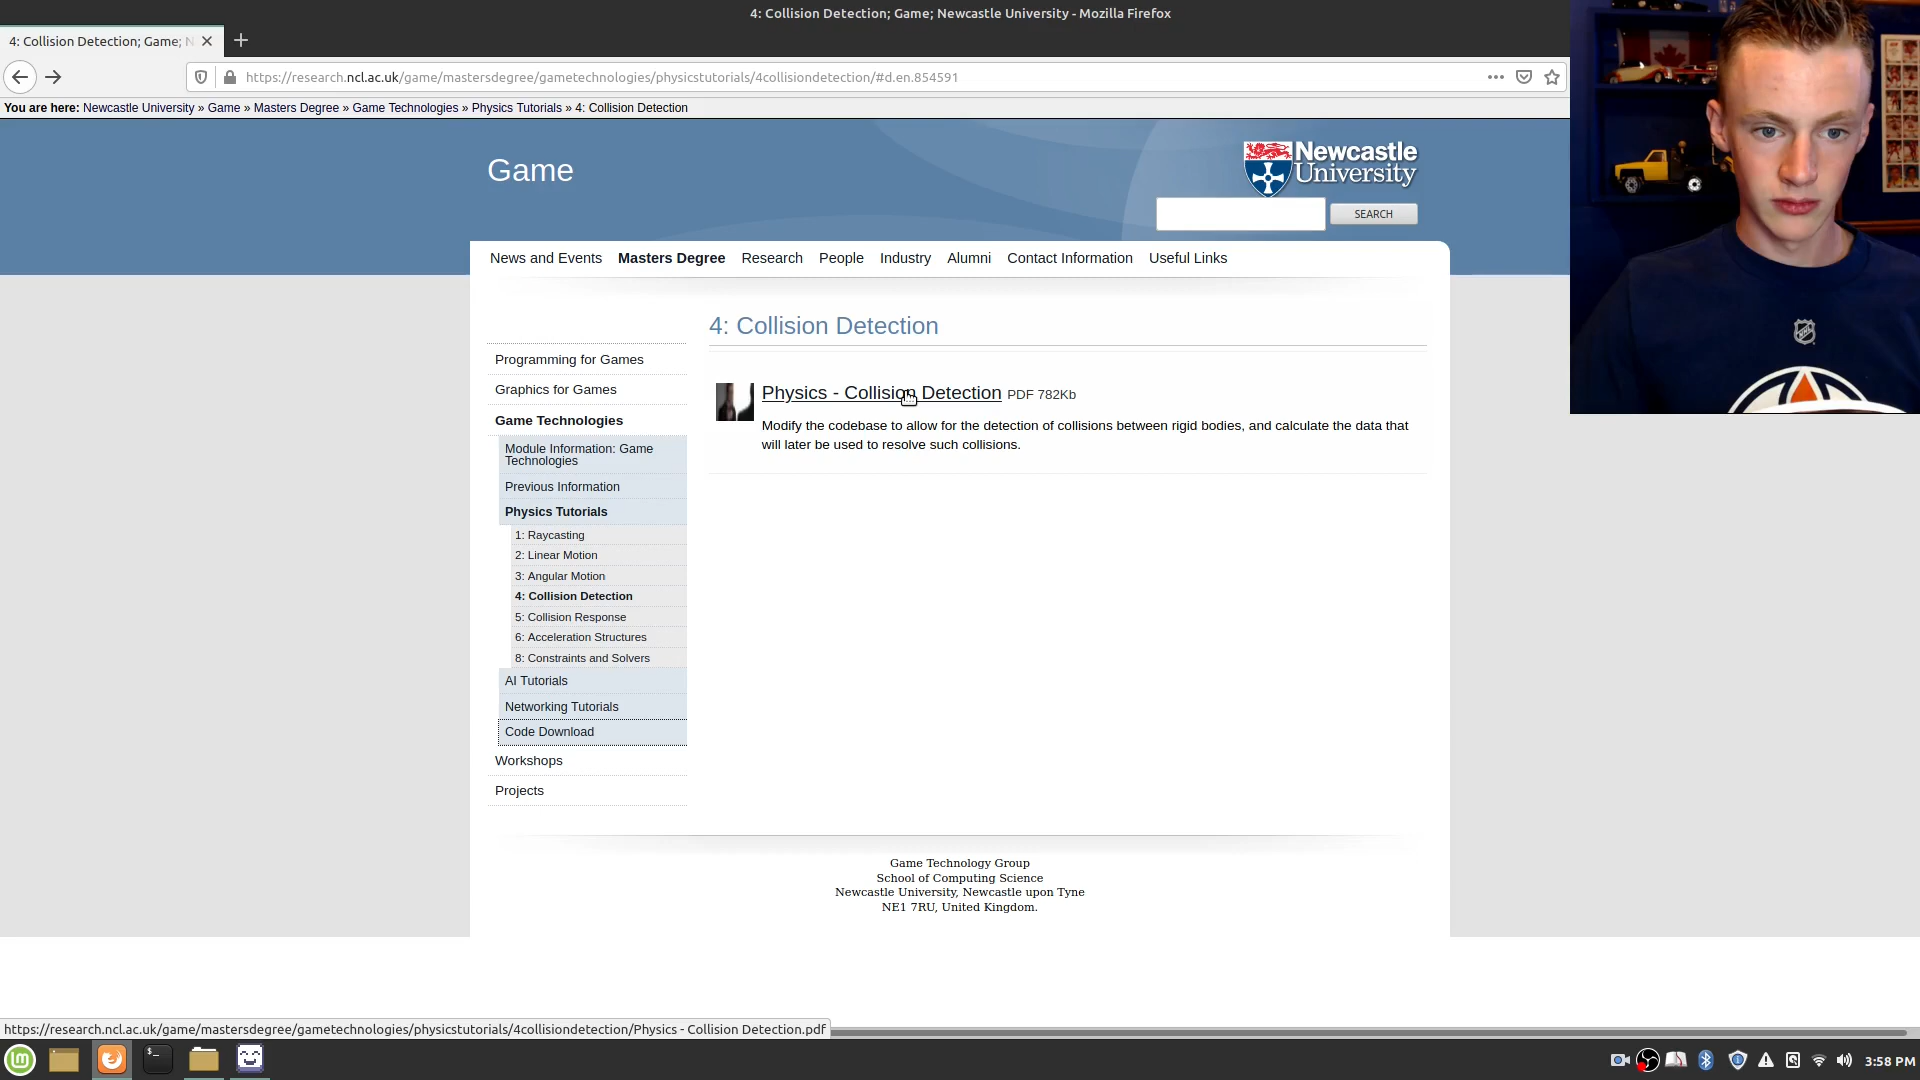 4: Collision Detection; Game; Newcastle University - Mozilla Firefox
4: Collision Detection; Game; N
https://research.ncl.ac.uk/game/mastersdegree/gametechnologies/physicstutorials/4collisiondetection/#d.en.854591
You are here: Newcastle University » Game » Masters Degree » Game Technologies » Physics Tutorials » 4: Collision Detection
Game
Newcastle
University
SEARCH
News and Events Masters Degree Research People Industry Alumni Contact Information Useful Links
4: Collision Detection
Programming for Games
Graphics for Games
Game Technologies
Module Information: Game
Technologies
Previous Information
Physics Tutorials
1: Raycasting
2: Linear Motion
3: Angular Motion
4: Collision Detection
5: Collision Response
6: Acceleration Structures
8: Constraints and Solvers
AI Tutorials
Networking Tutorials
Code Download
Workshops
Projects
Physics - Collision Detection PDF 782Kb
Modify the codebase to allow for the detection of collisions between rigid bodies, and calculate the data that
will later be used to resolve such collisions.
Game Technology Group
School of Computing Science
Newcastle University, Newcastle upon Tyne
NE1 7RU, United Kingdom.
https://research.ncl.ac.uk/game/mastersdegree/gametechnologies/physicstutorials/4collisiondetection/Physics - Collision Detection.pdf
3:58 PM